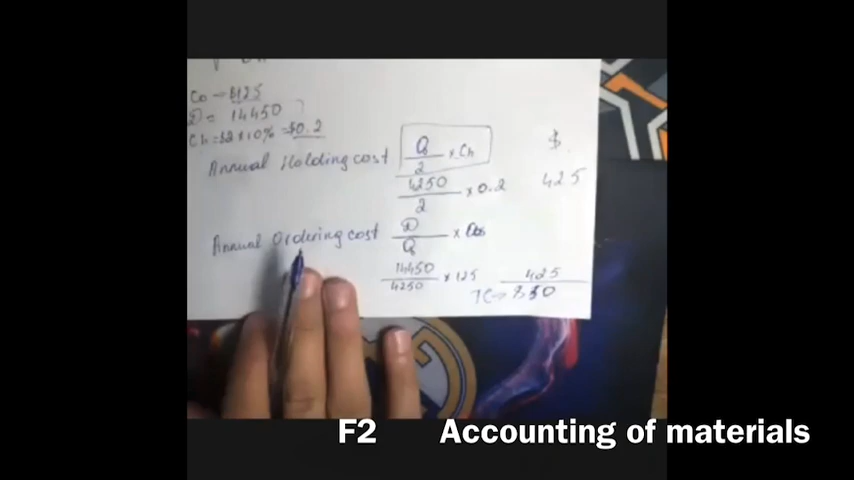 Co = $125
D = 14450
Ch = $2 × 10% = $0.2
Annual Holding cost Q/2 × Ch $
4250/2 × 0.2 425
Annual Ordering cost D/Q × Cos
14450/4250 × 125 425
TC = 850
F2 Accounting of materials